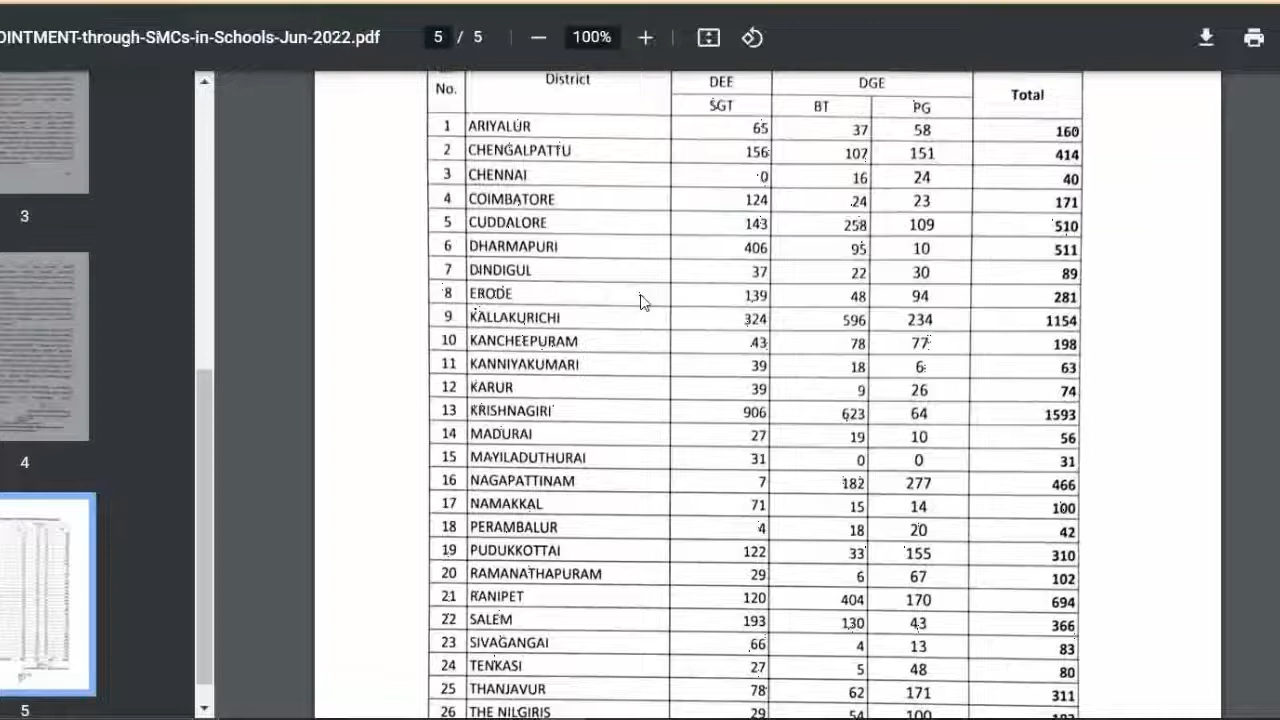 OINTMENT-through-SMCs-in-Schools-Jun-2022.pdf 5 / 5 100%
No. District DEE DGE Total
SGT BT PG
1 ARIYALUR 65 37 58 160
2 CHENGALPATTU 156 107 151 414
3 CHENNAI 0 16 24 40
4 COIMBATORE 124 24 23 171
5 CUDDALORE 143 258 109 510
6 DHARMAPURI 406 95 10 511
7 DINDIGUL 37 22 30 89
8 ERODE 139 48 94 281
9 KALLAKURICHI 324 596 234 1154
10 KANCHEEPURAM 43 78 77 198
11 KANNIYAKUMARI 39 18 6 63
12 KARUR 39 9 26 74
13 KRISHNAGIRI 906 623 64 1593
14 MADURAI 27 19 10 56
15 MAYILADUTHURAI 31 0 0 31
16 NAGAPATTINAM 7 182 277 466
17 NAMAKKAL 71 15 14 100
18 PERAMBALUR 4 18 20 42
19 PUDUKKOTTAI 122 33 155 310
20 RAMANATHAPURAM 29 6 67 102
21 RANIPET 120 404 170 694
22 SALEM 193 130 43 366
23 SIVAGANGAI 66 4 13 83
24 TENKASI 27 5 48 80
25 THANJAVUR 78 62 171 311
26 THE NILGIRIS 29 54 100
3
4
5